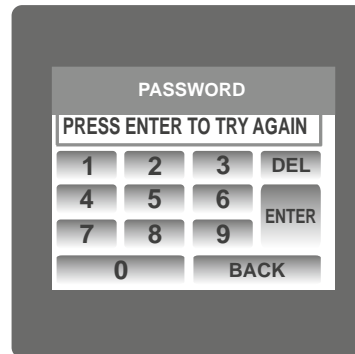 PASSWORD
PRESS ENTER TO TRY AGAIN
1 2 3 DEL
4 5 6 ENTER
7 8 9
0 BACK